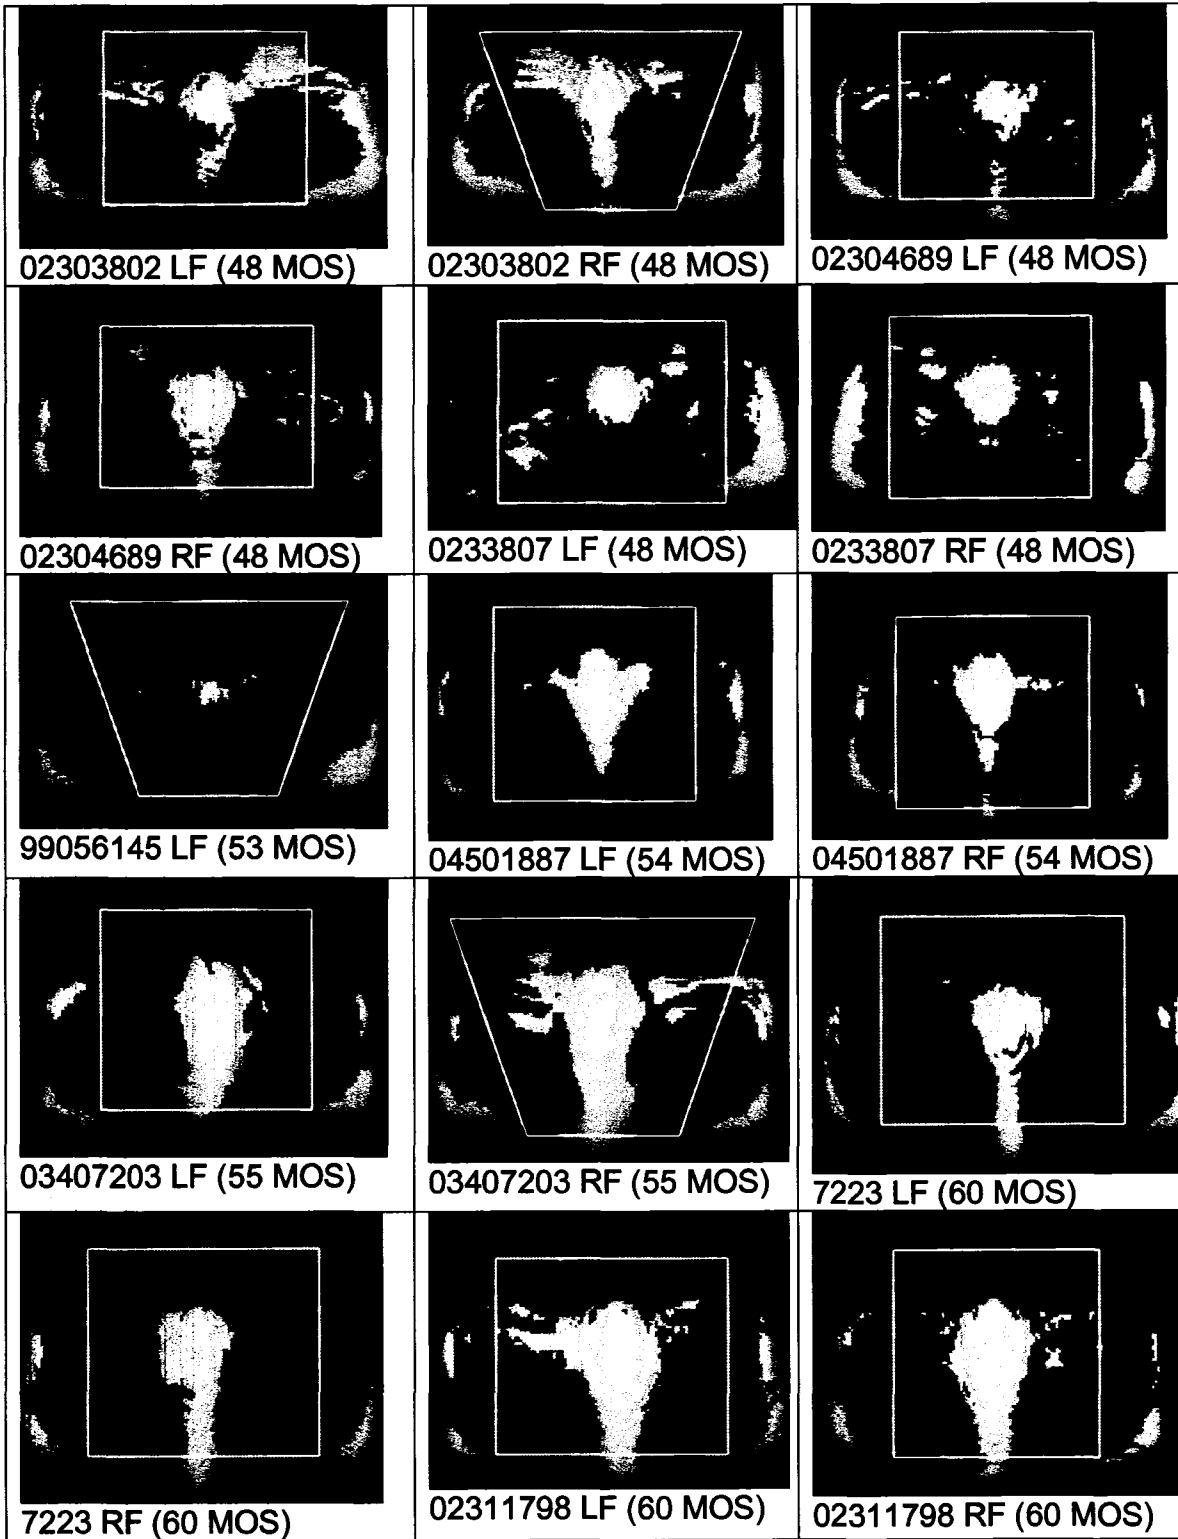 02303802 LF (48 MOS)
02303802 RF (48 MOS)
02304689 LF (48 MOS)
02304689 RF (48 MOS)
0233807 LF (48 MOS)
0233807 RF (48 MOS)
99056145 LF (53 MOS)
04501887 LF (54 MOS)
04501887 RF (54 MOS)
03407203 LF (55 MOS)
03407203 RF (55 MOS)
7223 LF (60 MOS)
7223 RF (60 MOS)
02311798 LF (60 MOS)
02311798 RF (60 MOS)